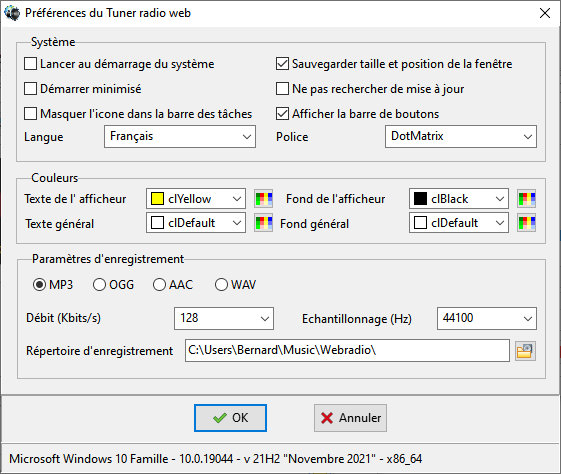 Préférences du Tuner radio web
Système
Lancer au démarrage du système
Sauvegarder taille et position de la fenêtre
Démarrer minimisé
Ne pas rechercher de mise à jour
Masquer l'icone dans la barre des tâches
Afficher la barre de boutons
Langue Français Police DotMatrix
Couleurs
Texte de l' afficheur clYellow Fond de l'afficheur clBlack
Texte général clDefault Fond général clDefault
Paramètres d'enregistrement
MP3 OGG AAC WAV
Débit (Kbits/s) 128 Echantillonnage (Hz) 44100
Répertoire d'enregistrement C:\Users\Bernard\Music\Webradio\
OK Annuler
Microsoft Windows 10 Famille - 10.0.19044 - v 21H2 "Novembre 2021" - x86_64